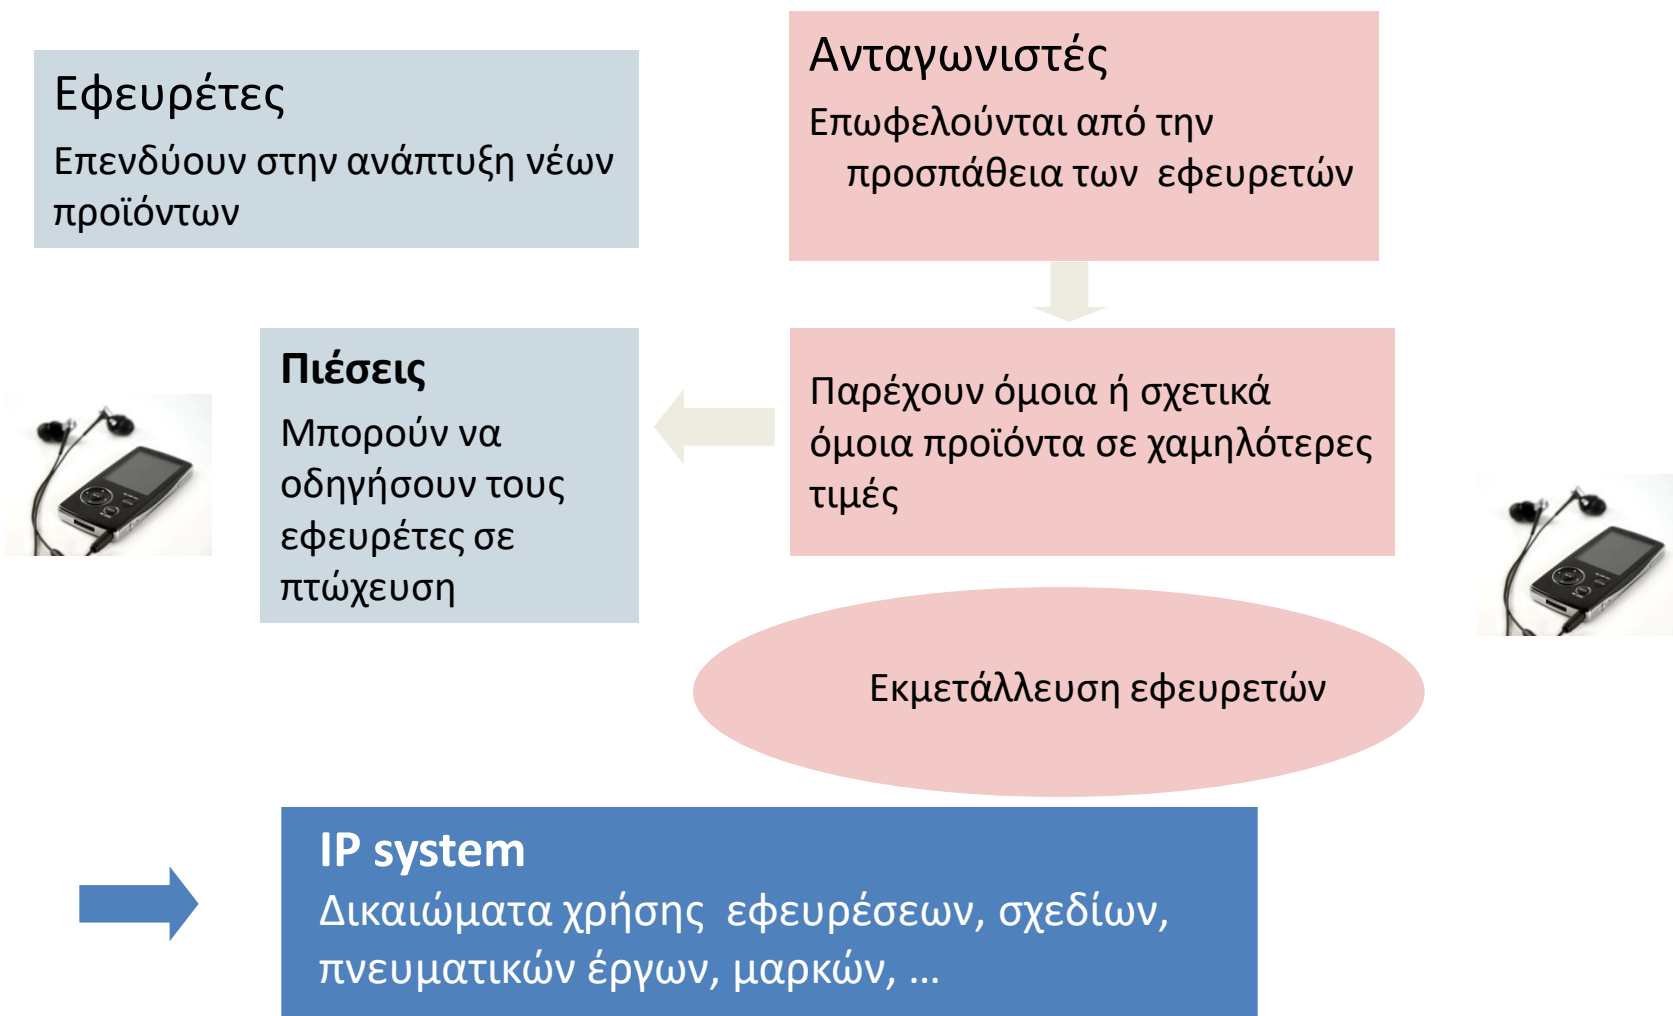 Εφευρέτες
Επενδύουν στην ανάπτυξη νέων
προϊόντων
Ανταγωνιστές
Επωφελούνται από την
προσπάθεια των εφευρετών
Πιέσεις
Μπορούν να
οδηγήσουν τους
εφευρέτες σε
πτώχευση
Παρέχουν όμοια ή σχετικά
όμοια προϊόντα σε χαμηλότερες
τιμές
Εκμετάλλευση εφευρετών
IP system
Δικαιώματα χρήσης εφευρέσεων, σχεδίων,
πνευματικών έργων, μαρκών, ...